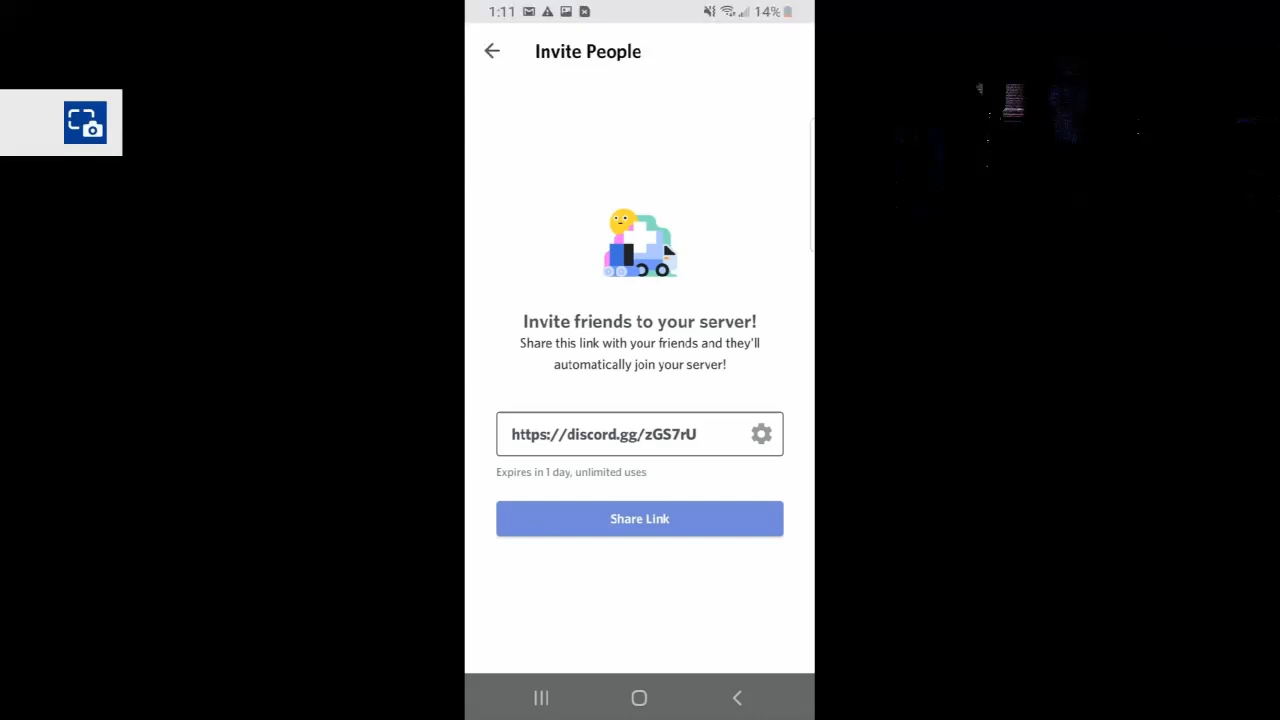 1:11
14%
Invite People
Invite friends to your server!
Share this link with your friends and they'll
automatically join your server!
https://discord.gg/zGS7rU
Expires in 1 day, unlimited uses
Share Link